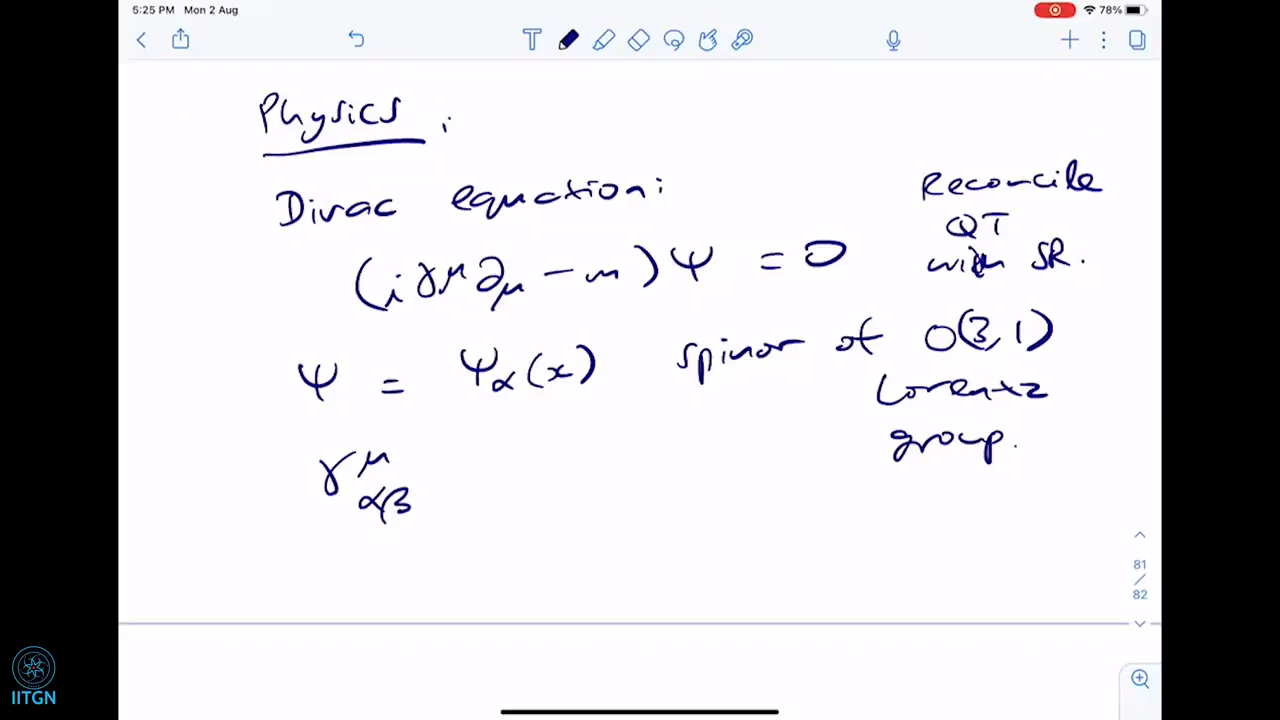 5:25 PM Mon 2 Aug
78%
Physics :
Dirac equation:
Reconcile
QT
with SR.
(iγ^μ ∂_μ − m)Ψ = 0
Ψ = Ψ_α(x) spinor of O(3,1)
Lorentz
group.
γ^μ_αβ
81
/
82
IITGN